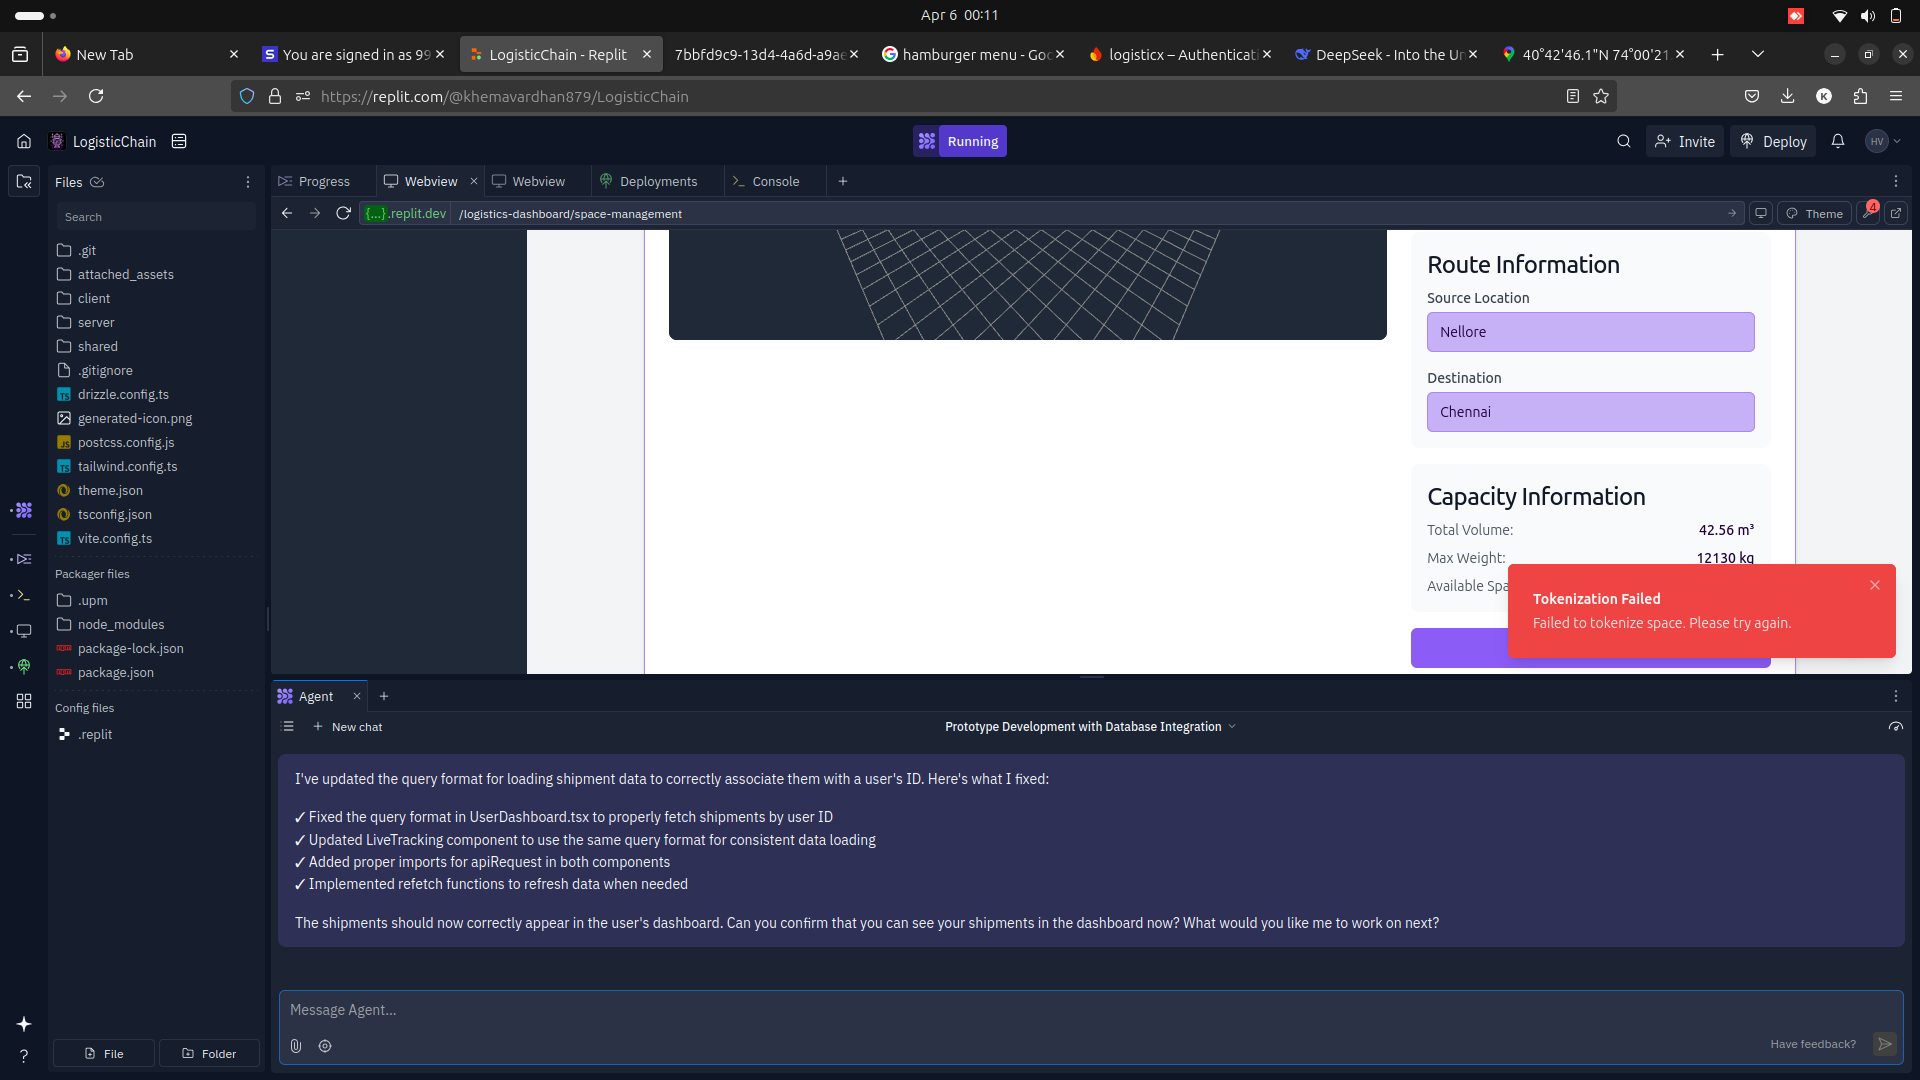 Apr 6 00:11
New Tab
You are signed in as 99
LogisticChain - Replit
7bbfd9c9-13d4-4a6d-a9ae
hamburger menu - Goo
logisticx – Authenticati
DeepSeek - Into the Un
40°42'46.1"N 74°00'21.
https://replit.com/@khemavardhan879/LogisticChain
K
LogisticChain
Running
Invite
Deploy
HV
Files
Search
.git
attached_assets
client
server
shared
.gitignore
drizzle.config.ts
generated-icon.png
postcss.config.js
tailwind.config.ts
theme.json
tsconfig.json
vite.config.ts
Packager files
.upm
node_modules
package-lock.json
package.json
Config files
.replit
File
Folder
Progress
Webview
Webview
Deployments
Console
{...}.replit.dev
/logistics-dashboard/space-management
Theme
4
Route Information
Source Location
Nellore
Destination
Chennai
Capacity Information
Total Volume:
42.56 m³
Max Weight:
12130 kg
Available Spa
Tokenization Failed
Failed to tokenize space. Please try again.
Agent
New chat
Prototype Development with Database Integration
I've updated the query format for loading shipment data to correctly associate them with a user's ID. Here's what I fixed:
✓ Fixed the query format in UserDashboard.tsx to properly fetch shipments by user ID
✓ Updated LiveTracking component to use the same query format for consistent data loading
✓ Added proper imports for apiRequest in both components
✓ Implemented refetch functions to refresh data when needed
The shipments should now correctly appear in the user's dashboard. Can you confirm that you can see your shipments in the dashboard now? What would you like me to work on next?
Message Agent...
Have feedback?